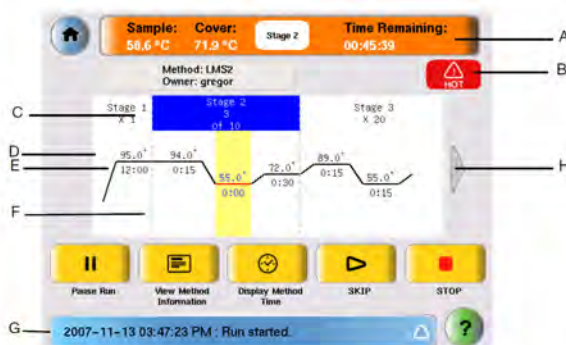 Sample: Cover: Time Remaining:
58.6 °C 71.9 °C Stage 2 00:45:39
A
Method: LMS2
Owner: gregor
B
HOT
C
Stage 1
X 1
Stage 2
3
of 10
Stage 3
X 20
D
E
95.0°
12:00
94.0°
0:15
55.0°
0:00
72.0°
0:30
89.0°
0:15
55.0°
0:15
H
F
Pause Run
View Method
Information
Display Method
Time
SKIP
STOP
G
2007-11-13 03:47:23 PM : Run started.
?